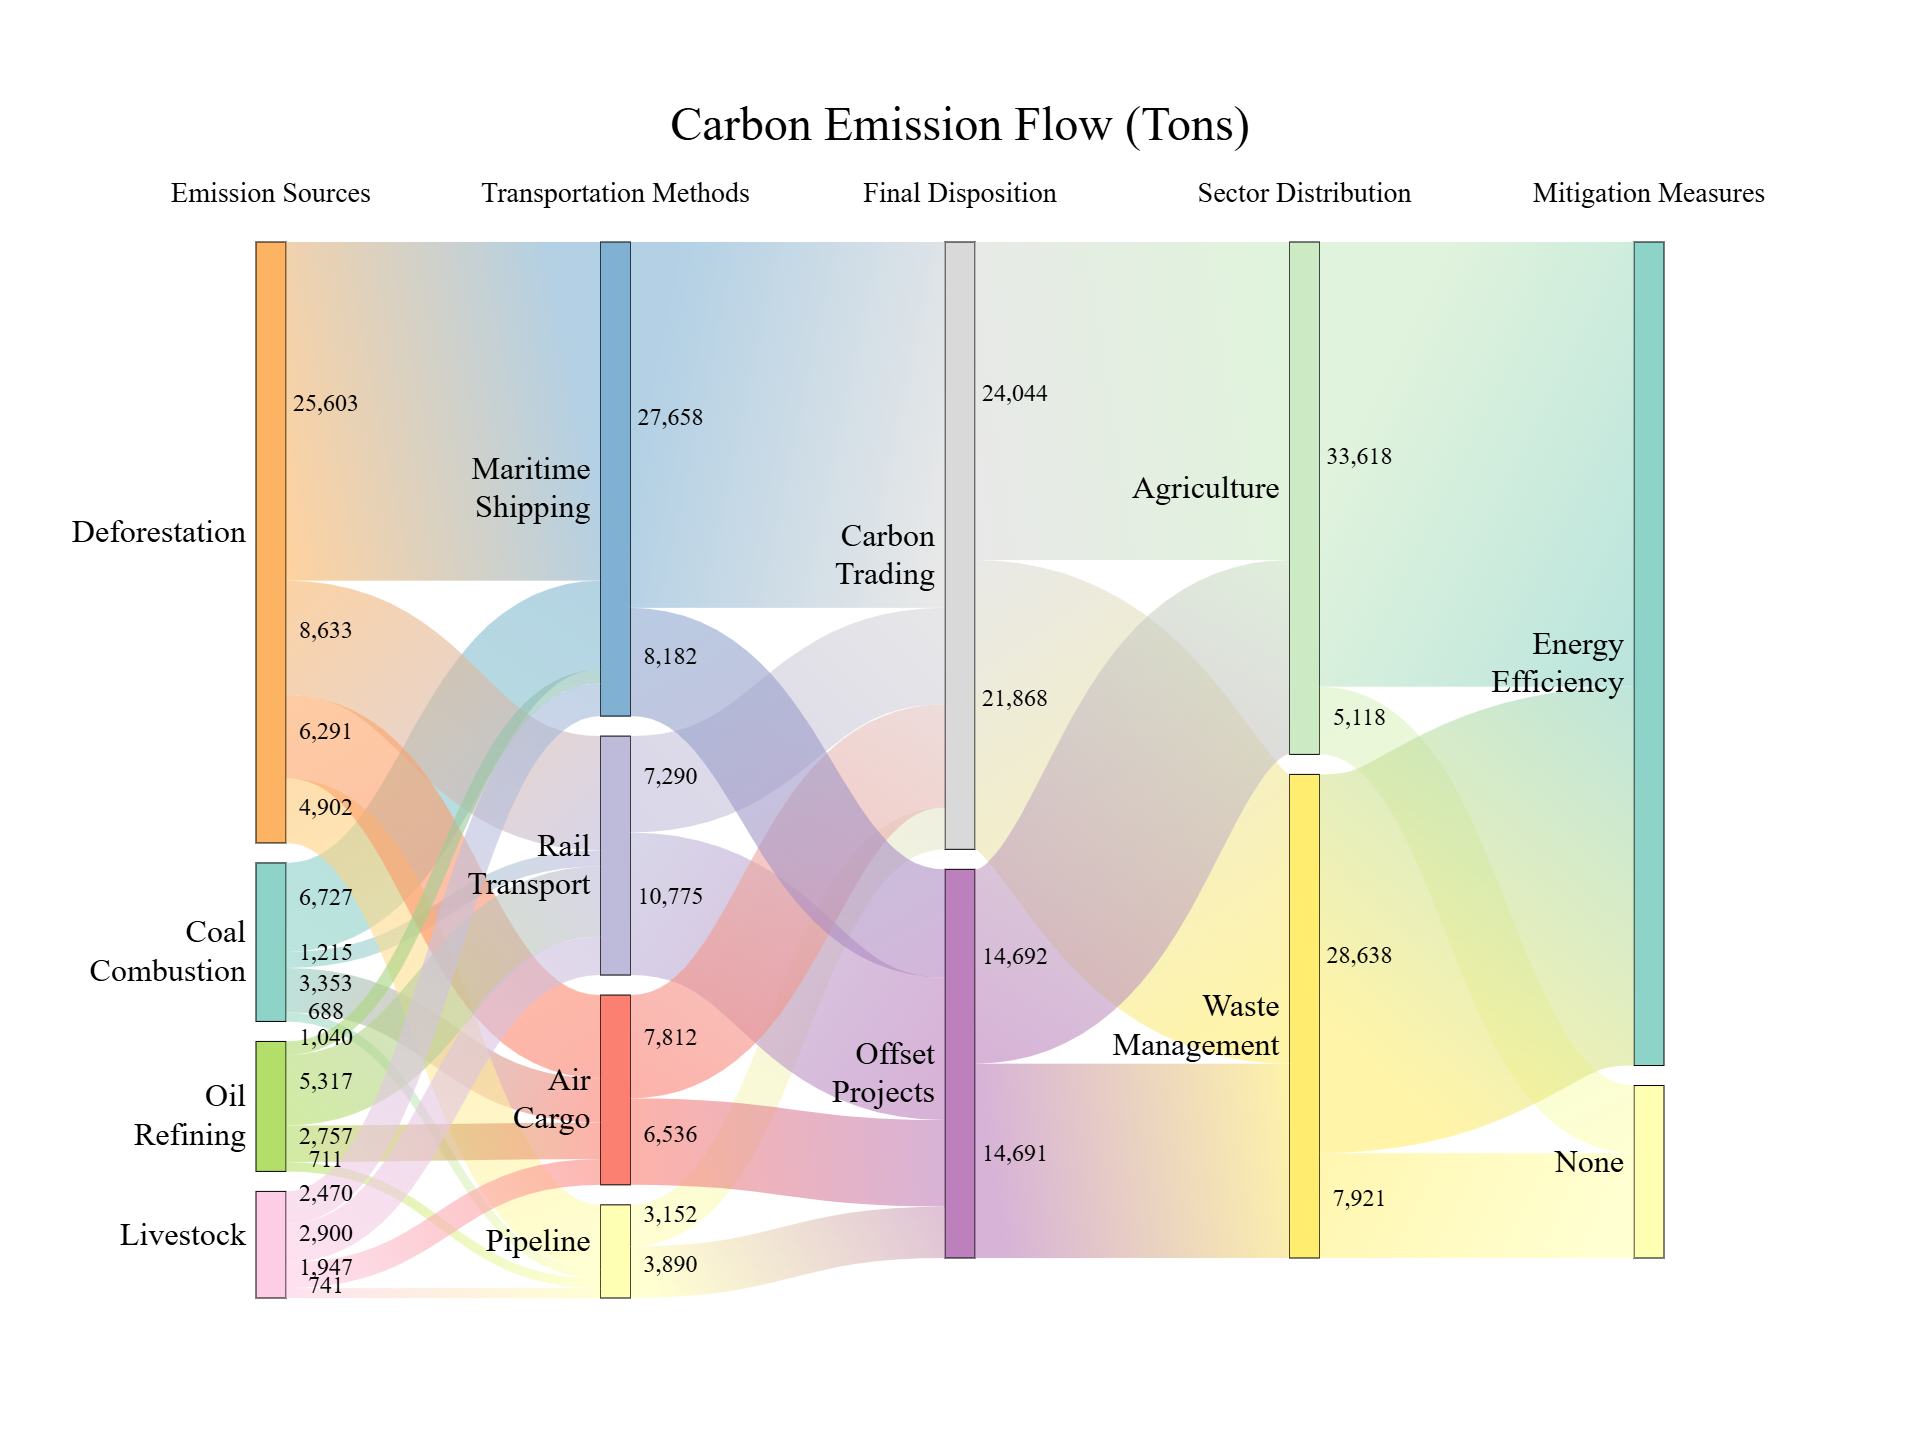 Carbon Emission Flow (Tons)
Emission Sources
Transportation Methods
Final Disposition
Sector Distribution
Mitigation Measures
Deforestation
Coal
Combustion
Oil
Refining
Livestock
25,603
8,633
6,291
4,902
6,727
1,215
3,353
688
1,040
5,317
2,757
711
2,470
2,900
1,947
741
Maritime
Shipping
Rail
Transport
Air
Cargo
Pipeline
27,658
8,182
7,290
10,775
7,812
6,536
3,152
3,890
Carbon
Trading
Offset
Projects
24,044
21,868
14,692
14,691
Agriculture
Waste
Management
33,618
5,118
28,638
7,921
Energy
Efficiency
None